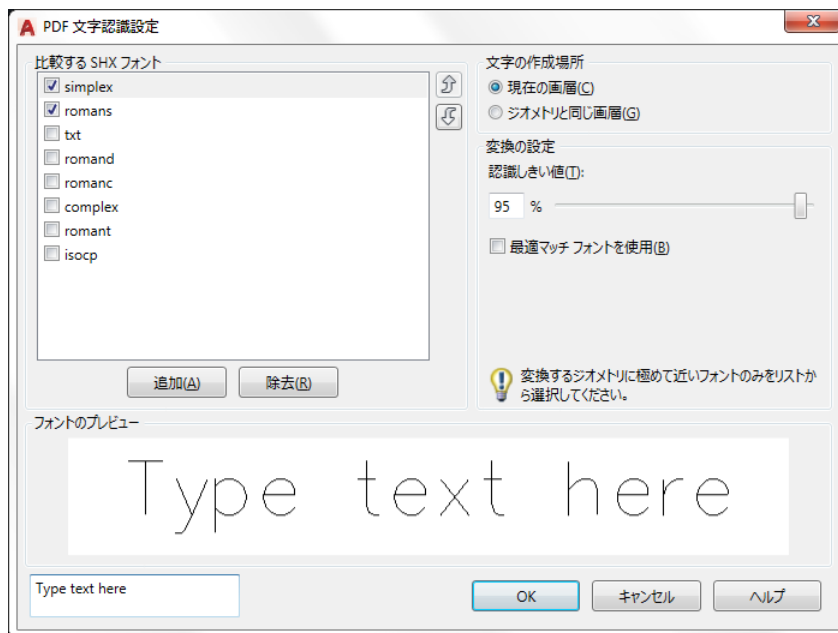 PDF 文字認識設定
比較する SHX フォント
simplex
romans
txt
romand
romanc
complex
romant
isocp
追加(A)
除去(R)
文字の作成場所
現在の画層(C)
ジオメトリと同じ画層(G)
変換の設定
認識しきい値(T):
95 %
最適マッチ フォントを使用(B)
変換するジオメトリに極めて近いフォントのみをリストか
ら選択してください。
フォントのプレビュー
Type text here
Type text here
OK
キャンセル
ヘルプ